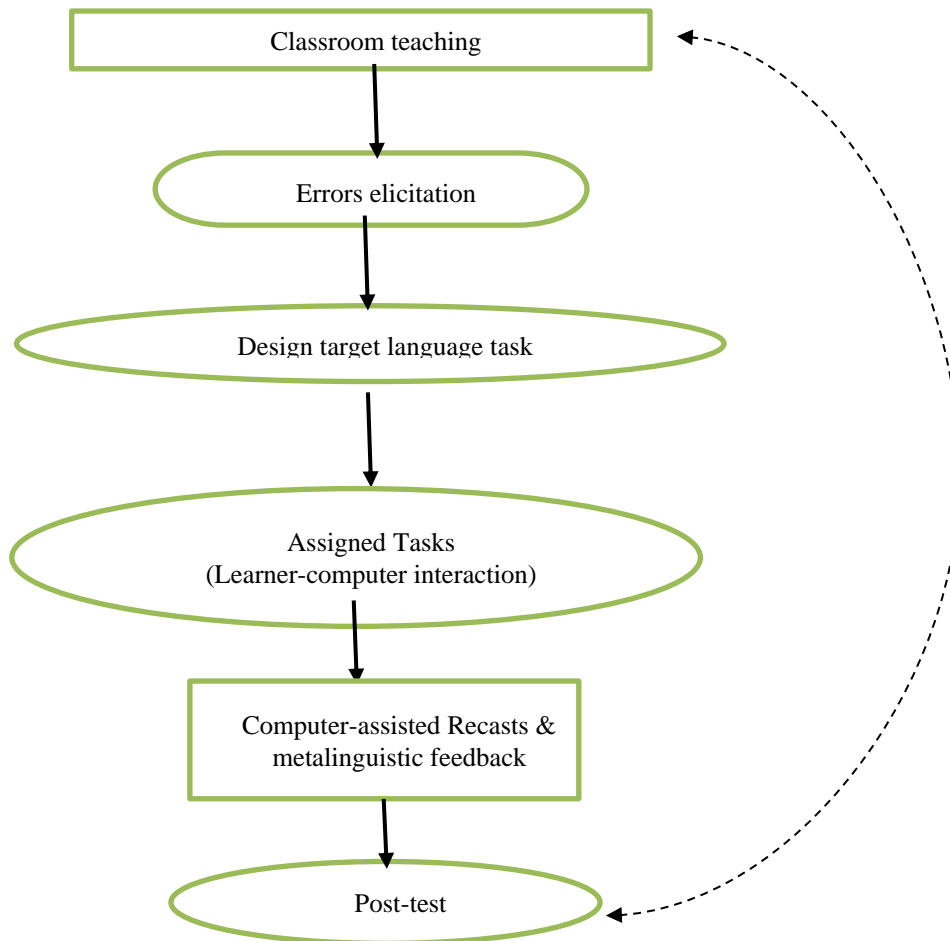 Classroom teaching
Errors elicitation
Design target language task
Assigned Tasks
(Learner-computer interaction)
Computer-assisted Recasts &
metalinguistic feedback
Post-test